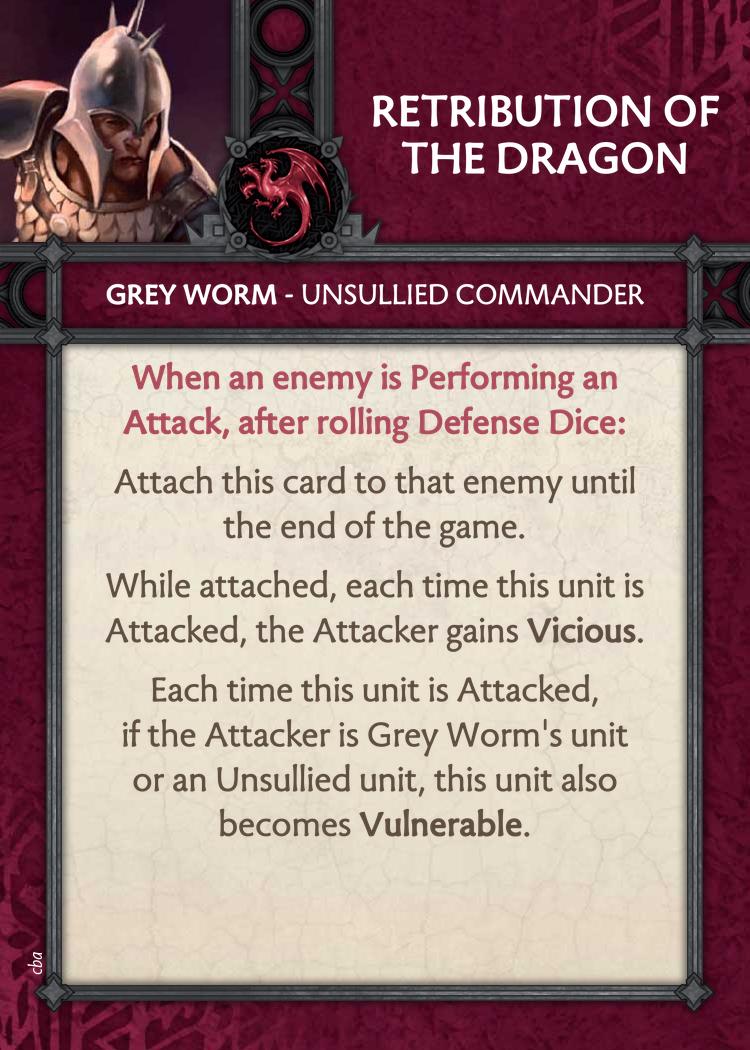 RETRIBUTION OF
THE DRAGON
GREY WORM - UNSULLIED COMMANDER
When an enemy is Performing an
Attack, after rolling Defense Dice:
Attach this card to that enemy until
the end of the game.
While attached, each time this unit is
Attacked, the Attacker gains Vicious.
Each time this unit is Attacked,
if the Attacker is Grey Worm's unit
or an Unsullied unit, this unit also
becomes Vulnerable.
cba